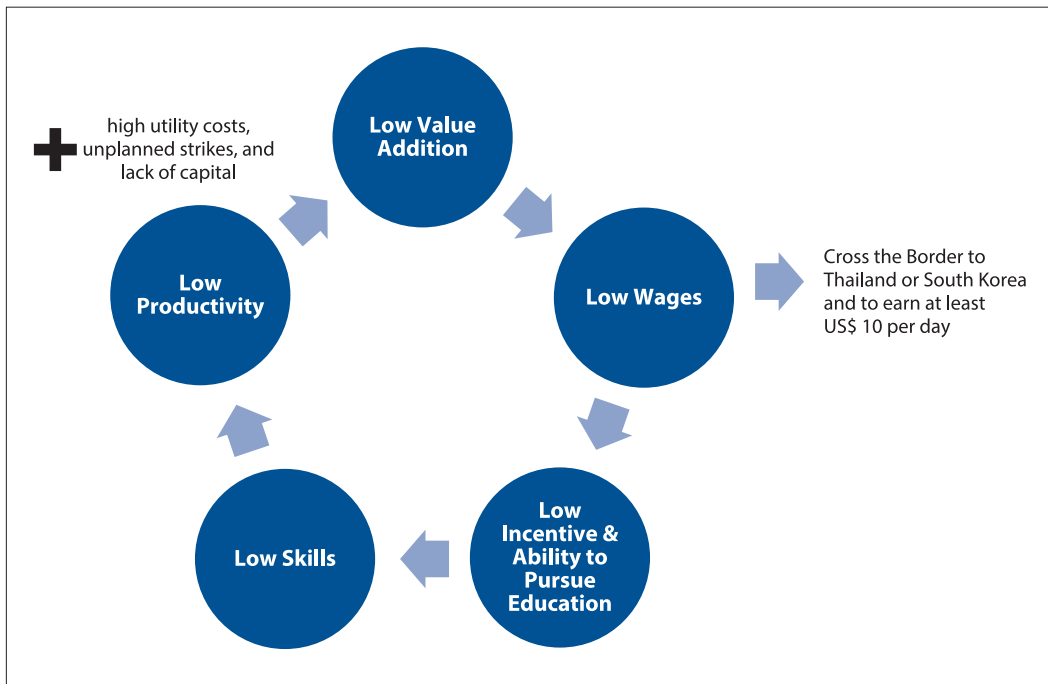 high utility costs,
unplanned strikes, and
lack of capital
Low Value
Addition
Low Wages
Cross the Border to
Thailand or South Korea
and to earn at least
US$ 10 per day
Low
Incentive &
Ability to
Pursue
Education
Low Skills
Low
Productivity